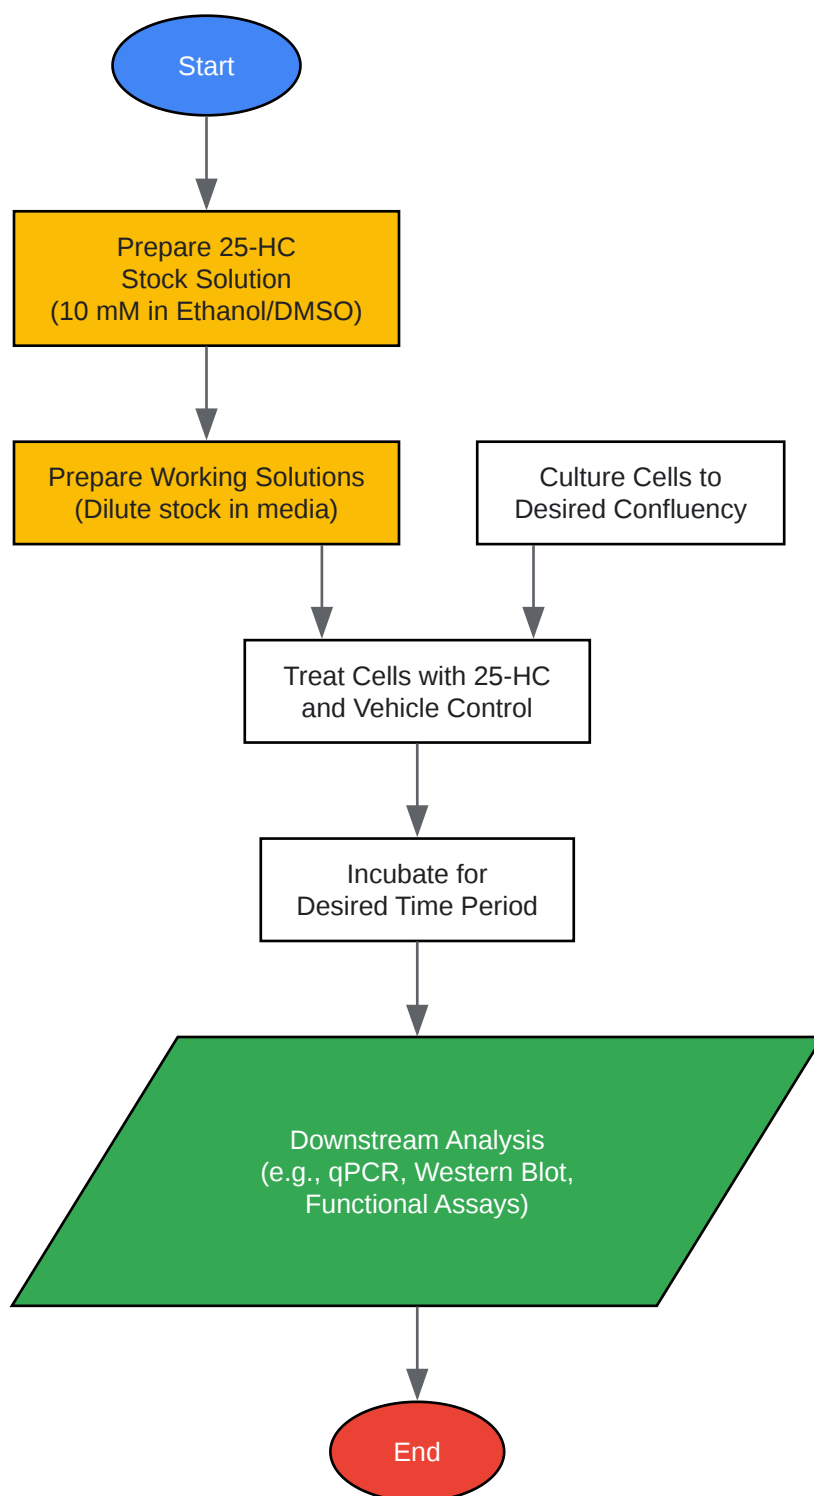 Start
Prepare 25-HC
Stock Solution
(10 mM in Ethanol/DMSO)
Prepare Working Solutions
(Dilute stock in media)
Culture Cells to
Desired Confluency
Treat Cells with 25-HC
and Vehicle Control
Incubate for
Desired Time Period
Downstream Analysis
(e.g., qPCR, Western Blot,
Functional Assays)
End